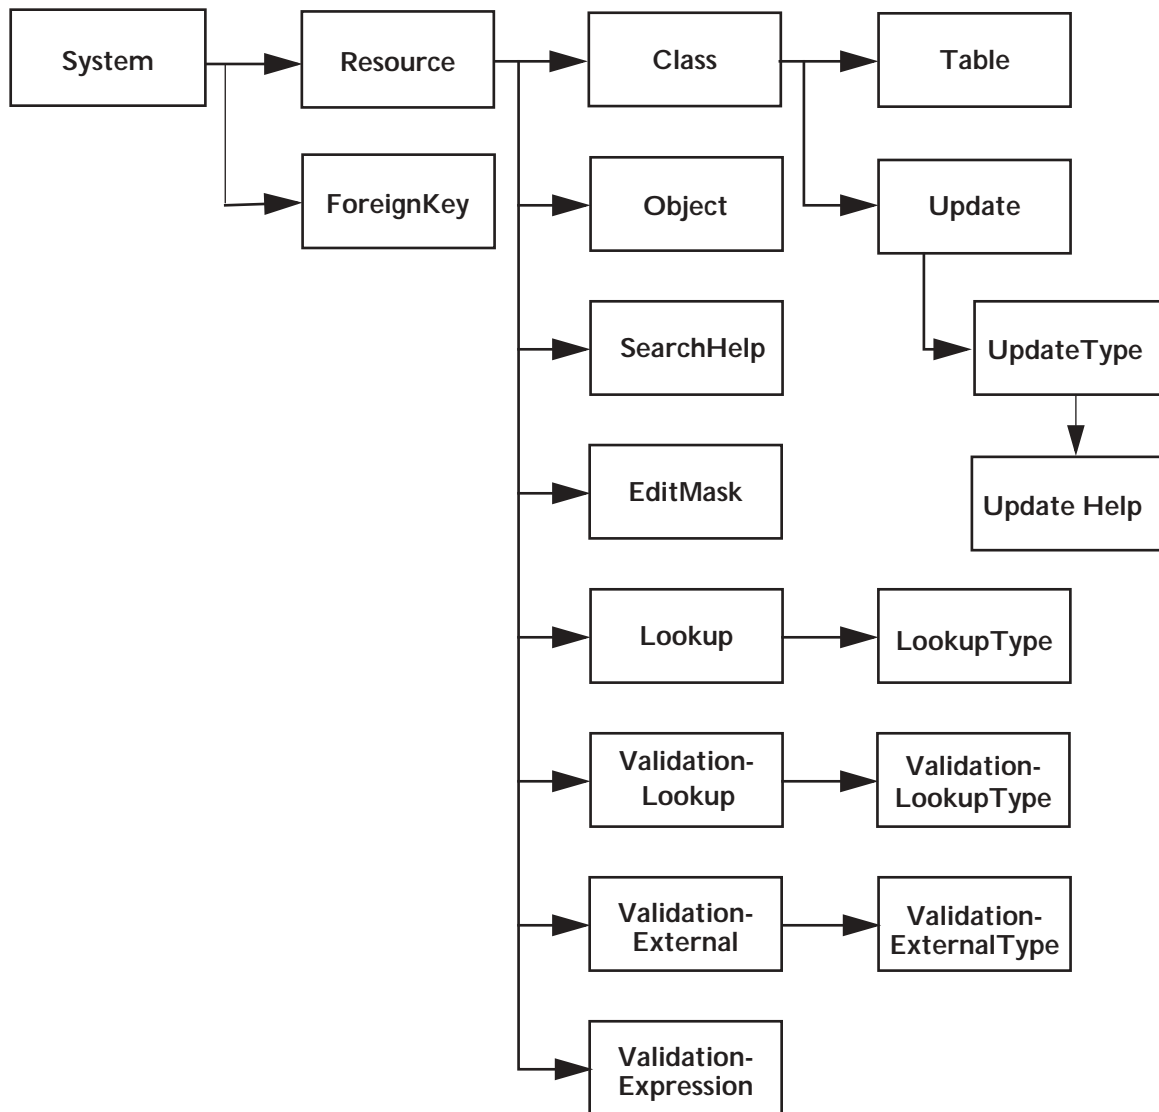 System
Resource
Class
Table
ForeignKey
Object
Update
SearchHelp
UpdateType
EditMask
Update Help
Lookup
LookupType
Validation-
Lookup
Validation-
LookupType
Validation-
External
Validation-
ExternalType
Validation-
Expression